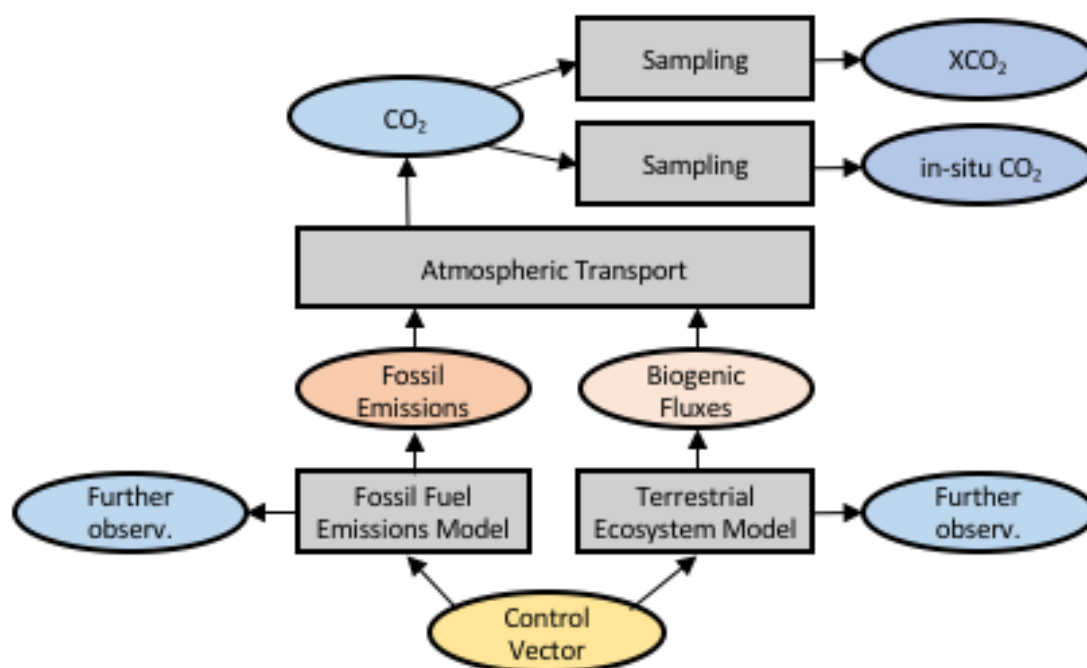 Sampling
XCO₂
CO₂
Sampling
in-situ CO₂
Atmospheric Transport
Fossil
Emissions
Biogenic
Fluxes
Further
observ.
Fossil Fuel
Emissions Model
Terrestrial
Ecosystem Model
Further
observ.
Control
Vector